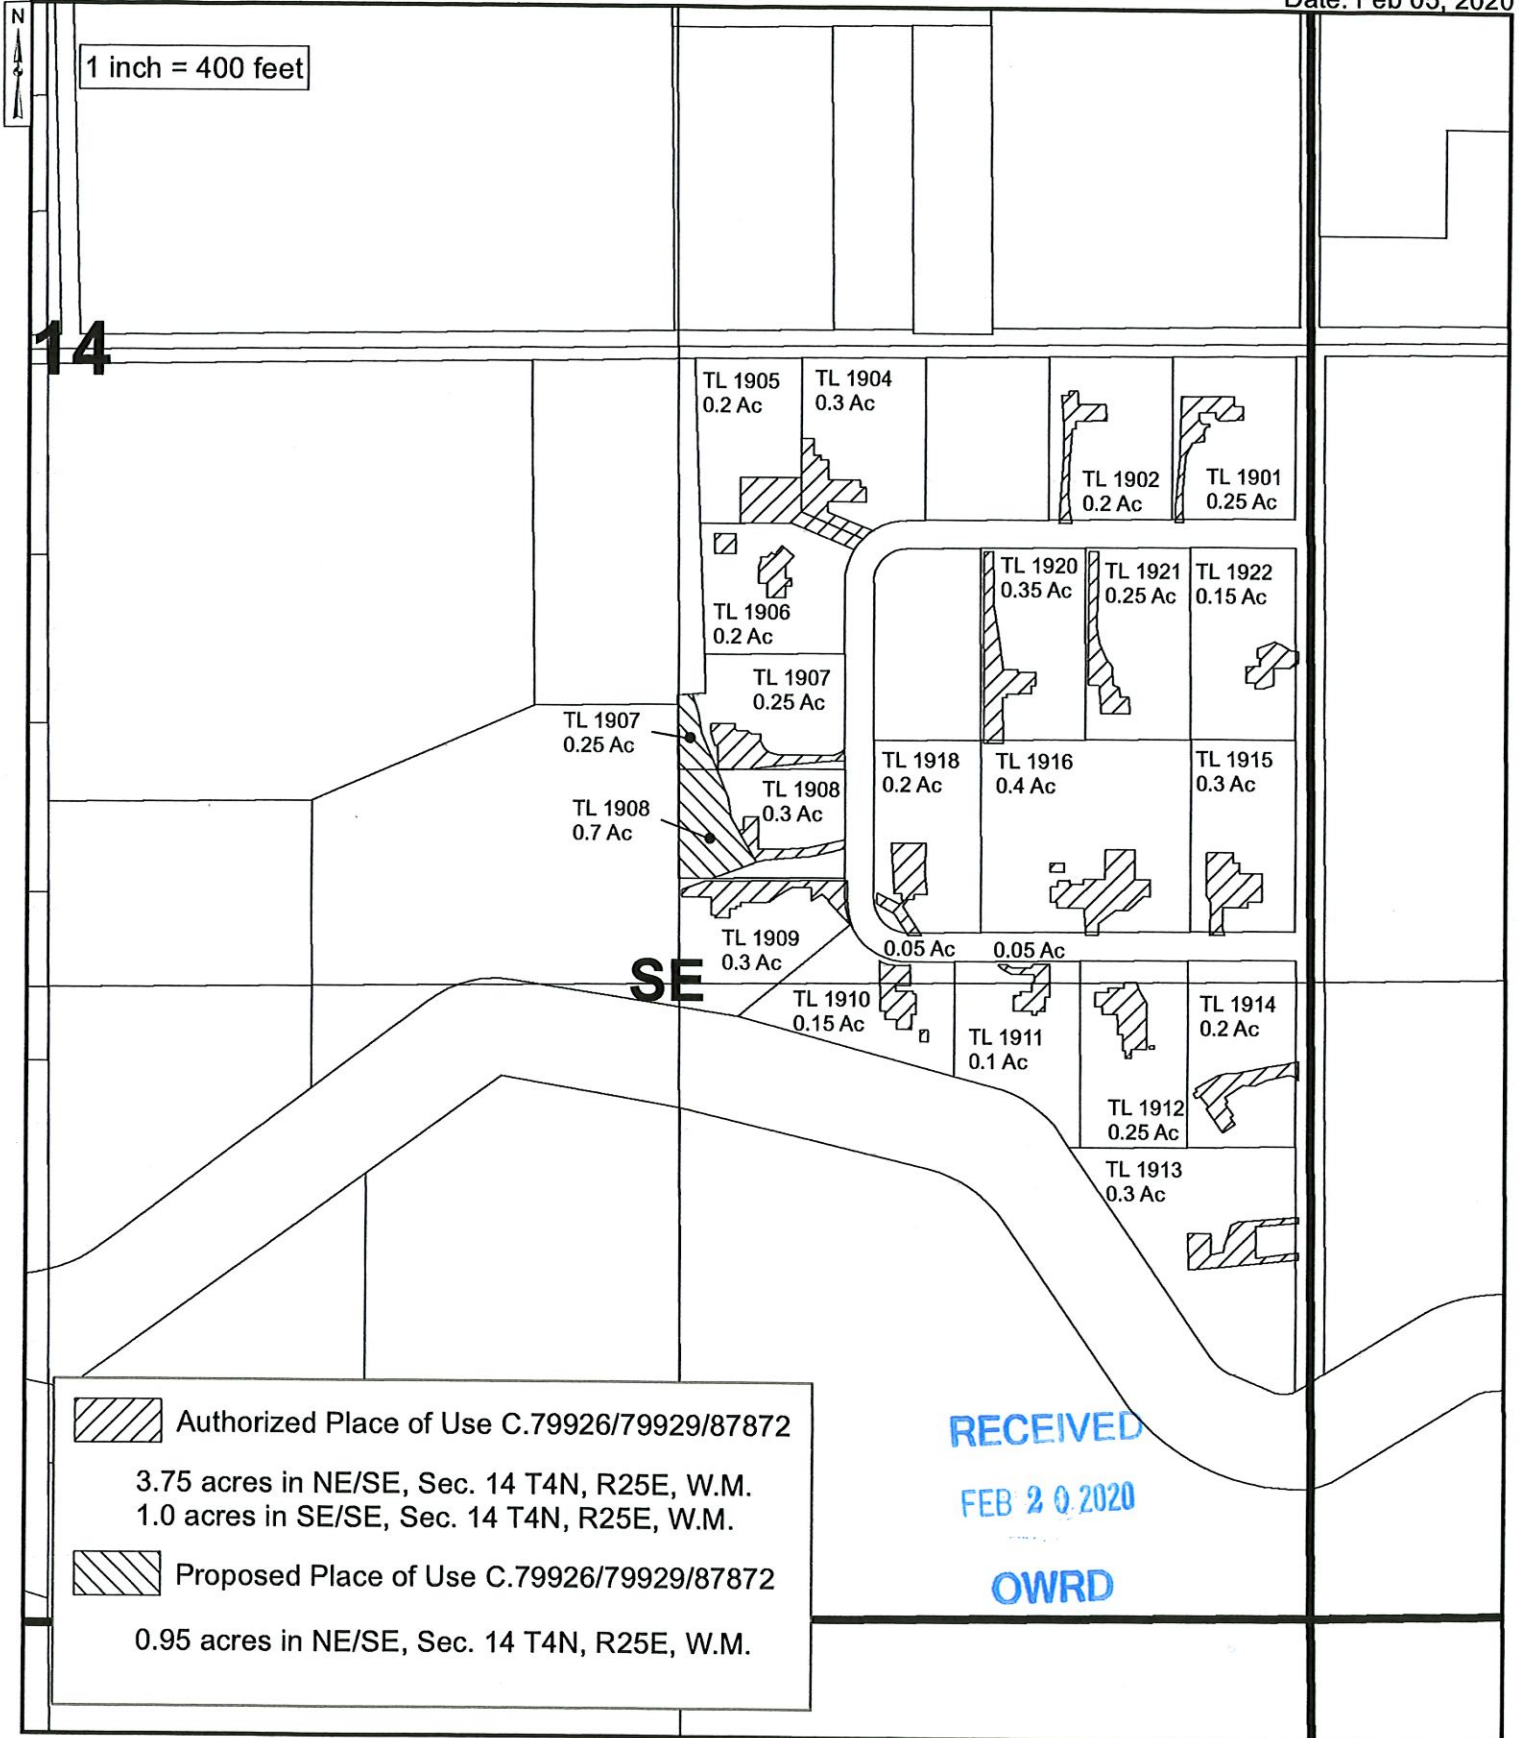 Date: Feb 05, 2020
N
1 inch = 400 feet
14
TL 1905
0.2 Ac
TL 1904
0.3 Ac
TL 1902
0.2 Ac
TL 1901
0.25 Ac
TL 1906
0.2 Ac
TL 1920
0.35 Ac
TL 1921
0.25 Ac
TL 1922
0.15 Ac
TL 1907
0.25 Ac
TL 1907
0.25 Ac
TL 1908
0.7 Ac
TL 1908
0.3 Ac
TL 1918
0.2 Ac
TL 1916
0.4 Ac
TL 1915
0.3 Ac
TL 1909
0.3 Ac
0.05 Ac
0.05 Ac
SE
TL 1910
0.15 Ac
TL 1911
0.1 Ac
TL 1912
0.25 Ac
TL 1914
0.2 Ac
TL 1913
0.3 Ac
Authorized Place of Use C.79926/79929/87872
3.75 acres in NE/SE, Sec. 14 T4N, R25E, W.M.
1.0 acres in SE/SE, Sec. 14 T4N, R25E, W.M.
Proposed Place of Use C.79926/79929/87872
0.95 acres in NE/SE, Sec. 14 T4N, R25E, W.M.
RECEIVED
FEB 20 2020
OWRD